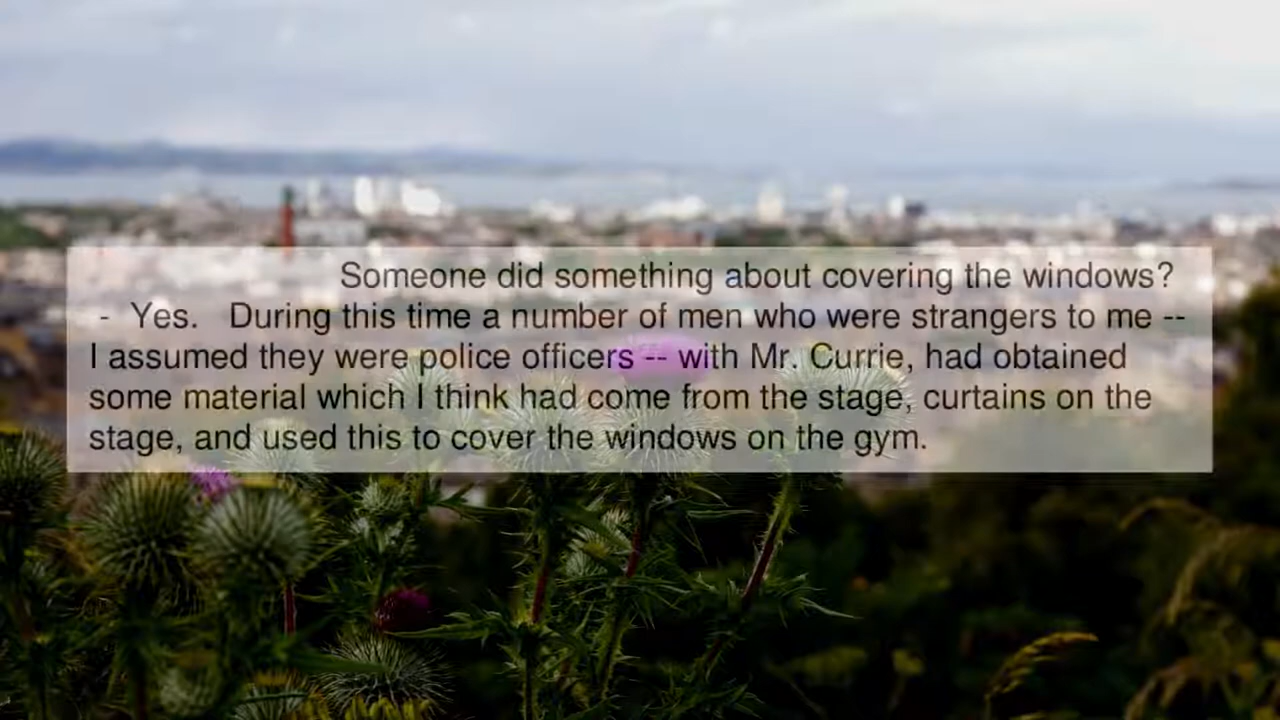 Someone did something about covering the windows?
- Yes. During this time a number of men who were strangers to me --
I assumed they were police officers -- with Mr. Currie, had obtained
some material which I think had come from the stage, curtains on the
stage, and used this to cover the windows on the gym.